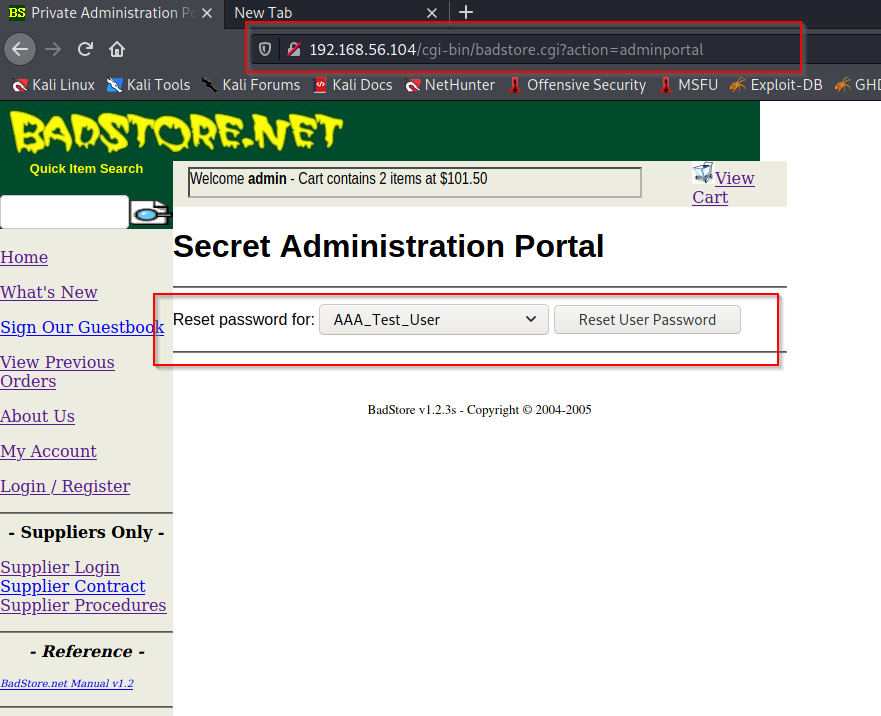 BS Private Administration Po
New Tab
192.168.56.104/cgi-bin/badstore.cgi?action=adminportal
Kali Linux Kali Tools Kali Forums Kali Docs NetHunter Offensive Security MSFU Exploit-DB GHD
BADSTORE.NET
Quick Item Search
Welcome admin - Cart contains 2 items at $101.50
View
Cart
Secret Administration Portal
Reset password for: AAA_Test_User Reset User Password
BadStore v1.2.3s - Copyright © 2004-2005
Home
What's New
Sign Our Guestbook
View Previous
Orders
About Us
My Account
Login / Register
- Suppliers Only -
Supplier Login
Supplier Contract
Supplier Procedures
- Reference -
BadStore.net Manual v1.2